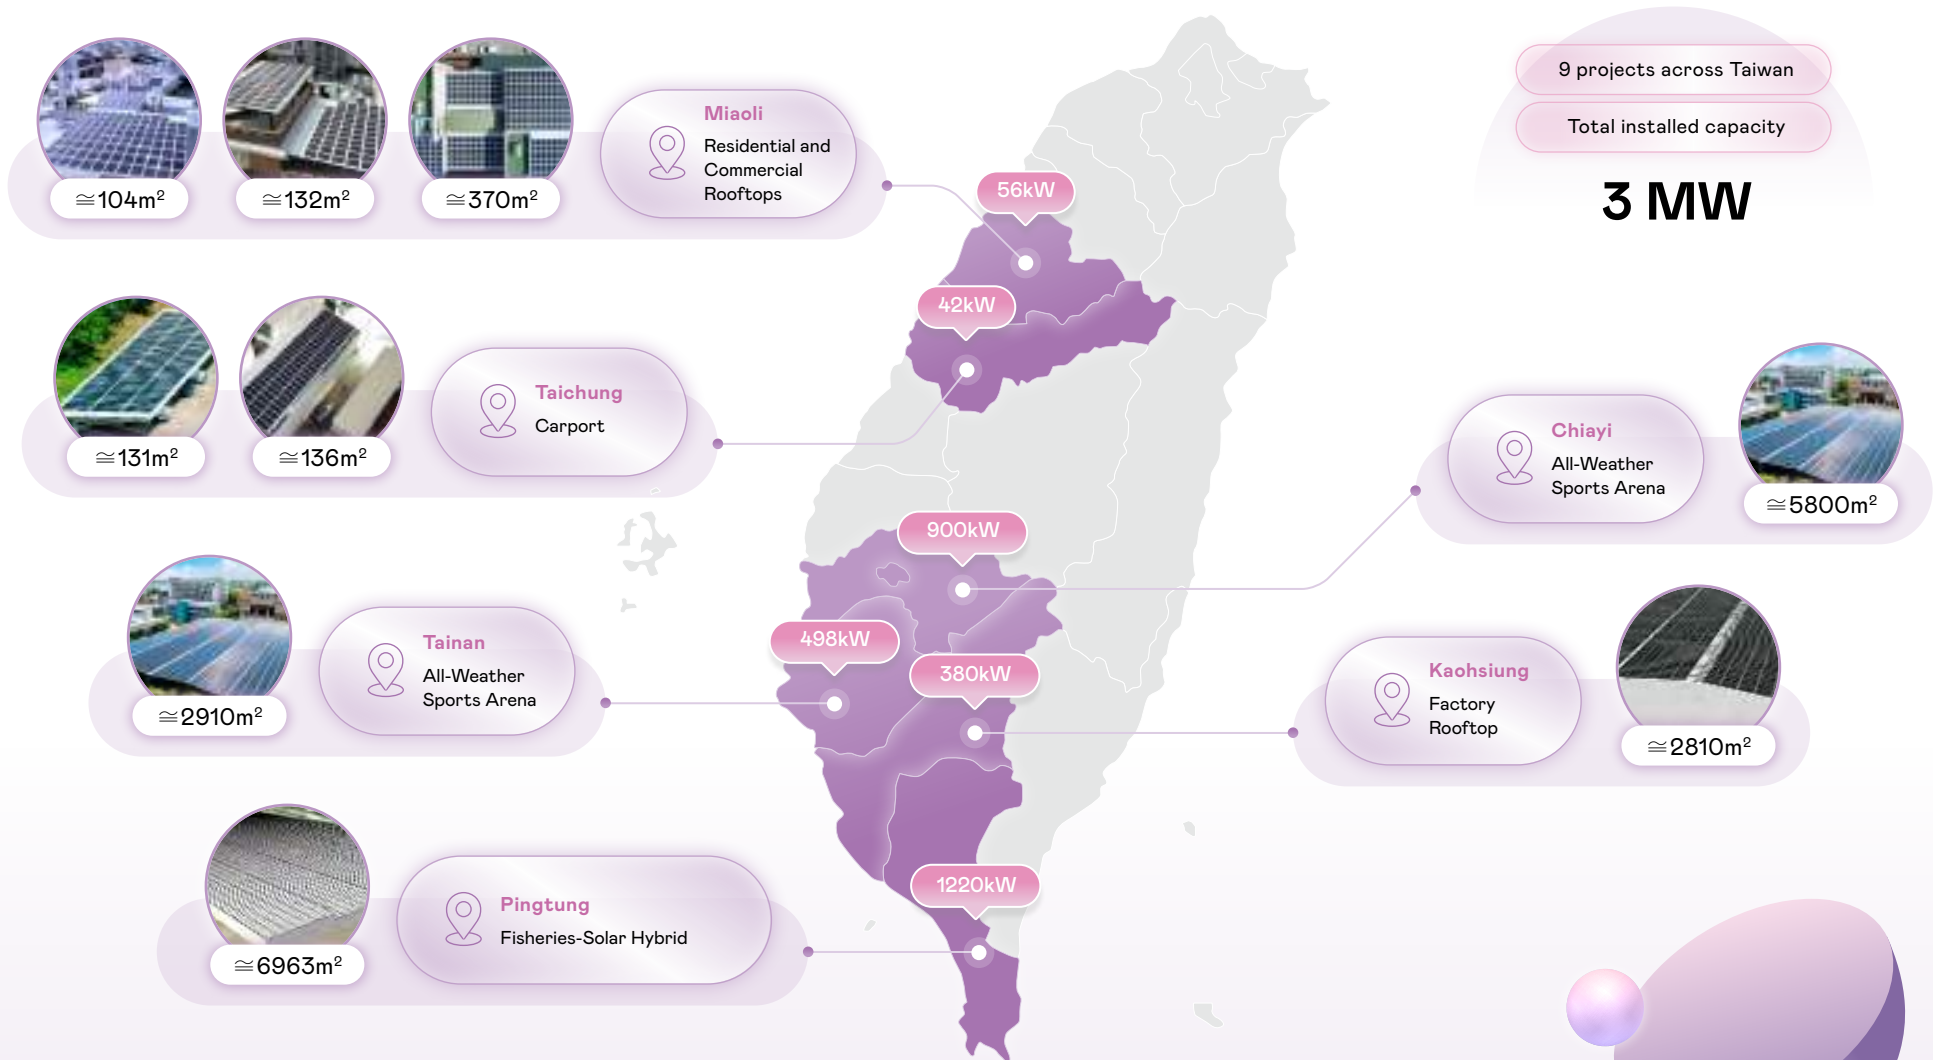 9 projects across Taiwan
Total installed capacity
3 MW
≅104m²
≅132m²
≅370m²
Miaoli
Residential and
Commercial
Rooftops
56kW
≅131m²
≅136m²
Taichung
Carport
42kW
Chiayi
All-Weather
Sports Arena
≅5800m²
900kW
≅2910m²
Tainan
All-Weather
Sports Arena
498kW
380kW
Kaohsiung
Factory
Rooftop
≅2810m²
≅6963m²
Pingtung
Fisheries-Solar Hybrid
1220kW